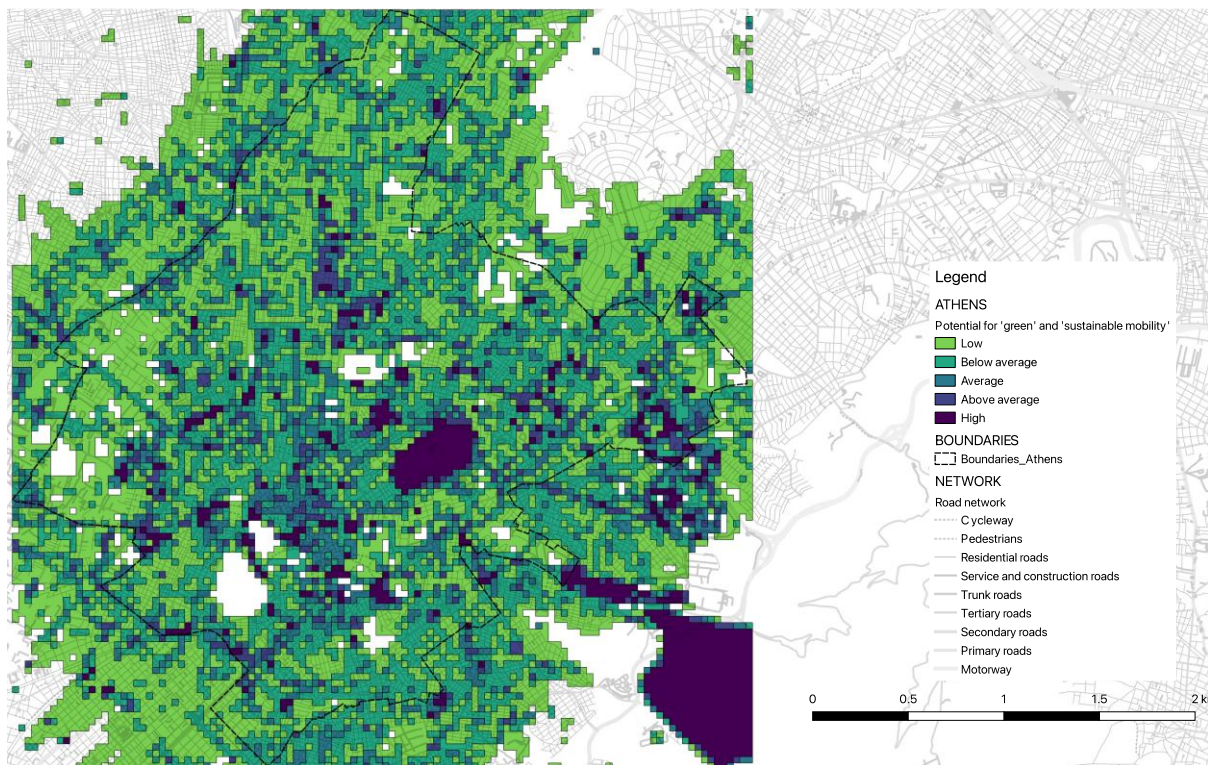 Legend
ATHENS
Potential for 'green' and 'sustainable mobility'
Low
Below average
Average
Above average
High
BOUNDARIES
Boundaries_Athens
NETWORK
Road network
Cycleway
Pedestrians
Residential roads
Service and construction roads
Trunk roads
Tertiary roads
Secondary roads
Primary roads
Motorway
0 0.5 1 1.5 2 k